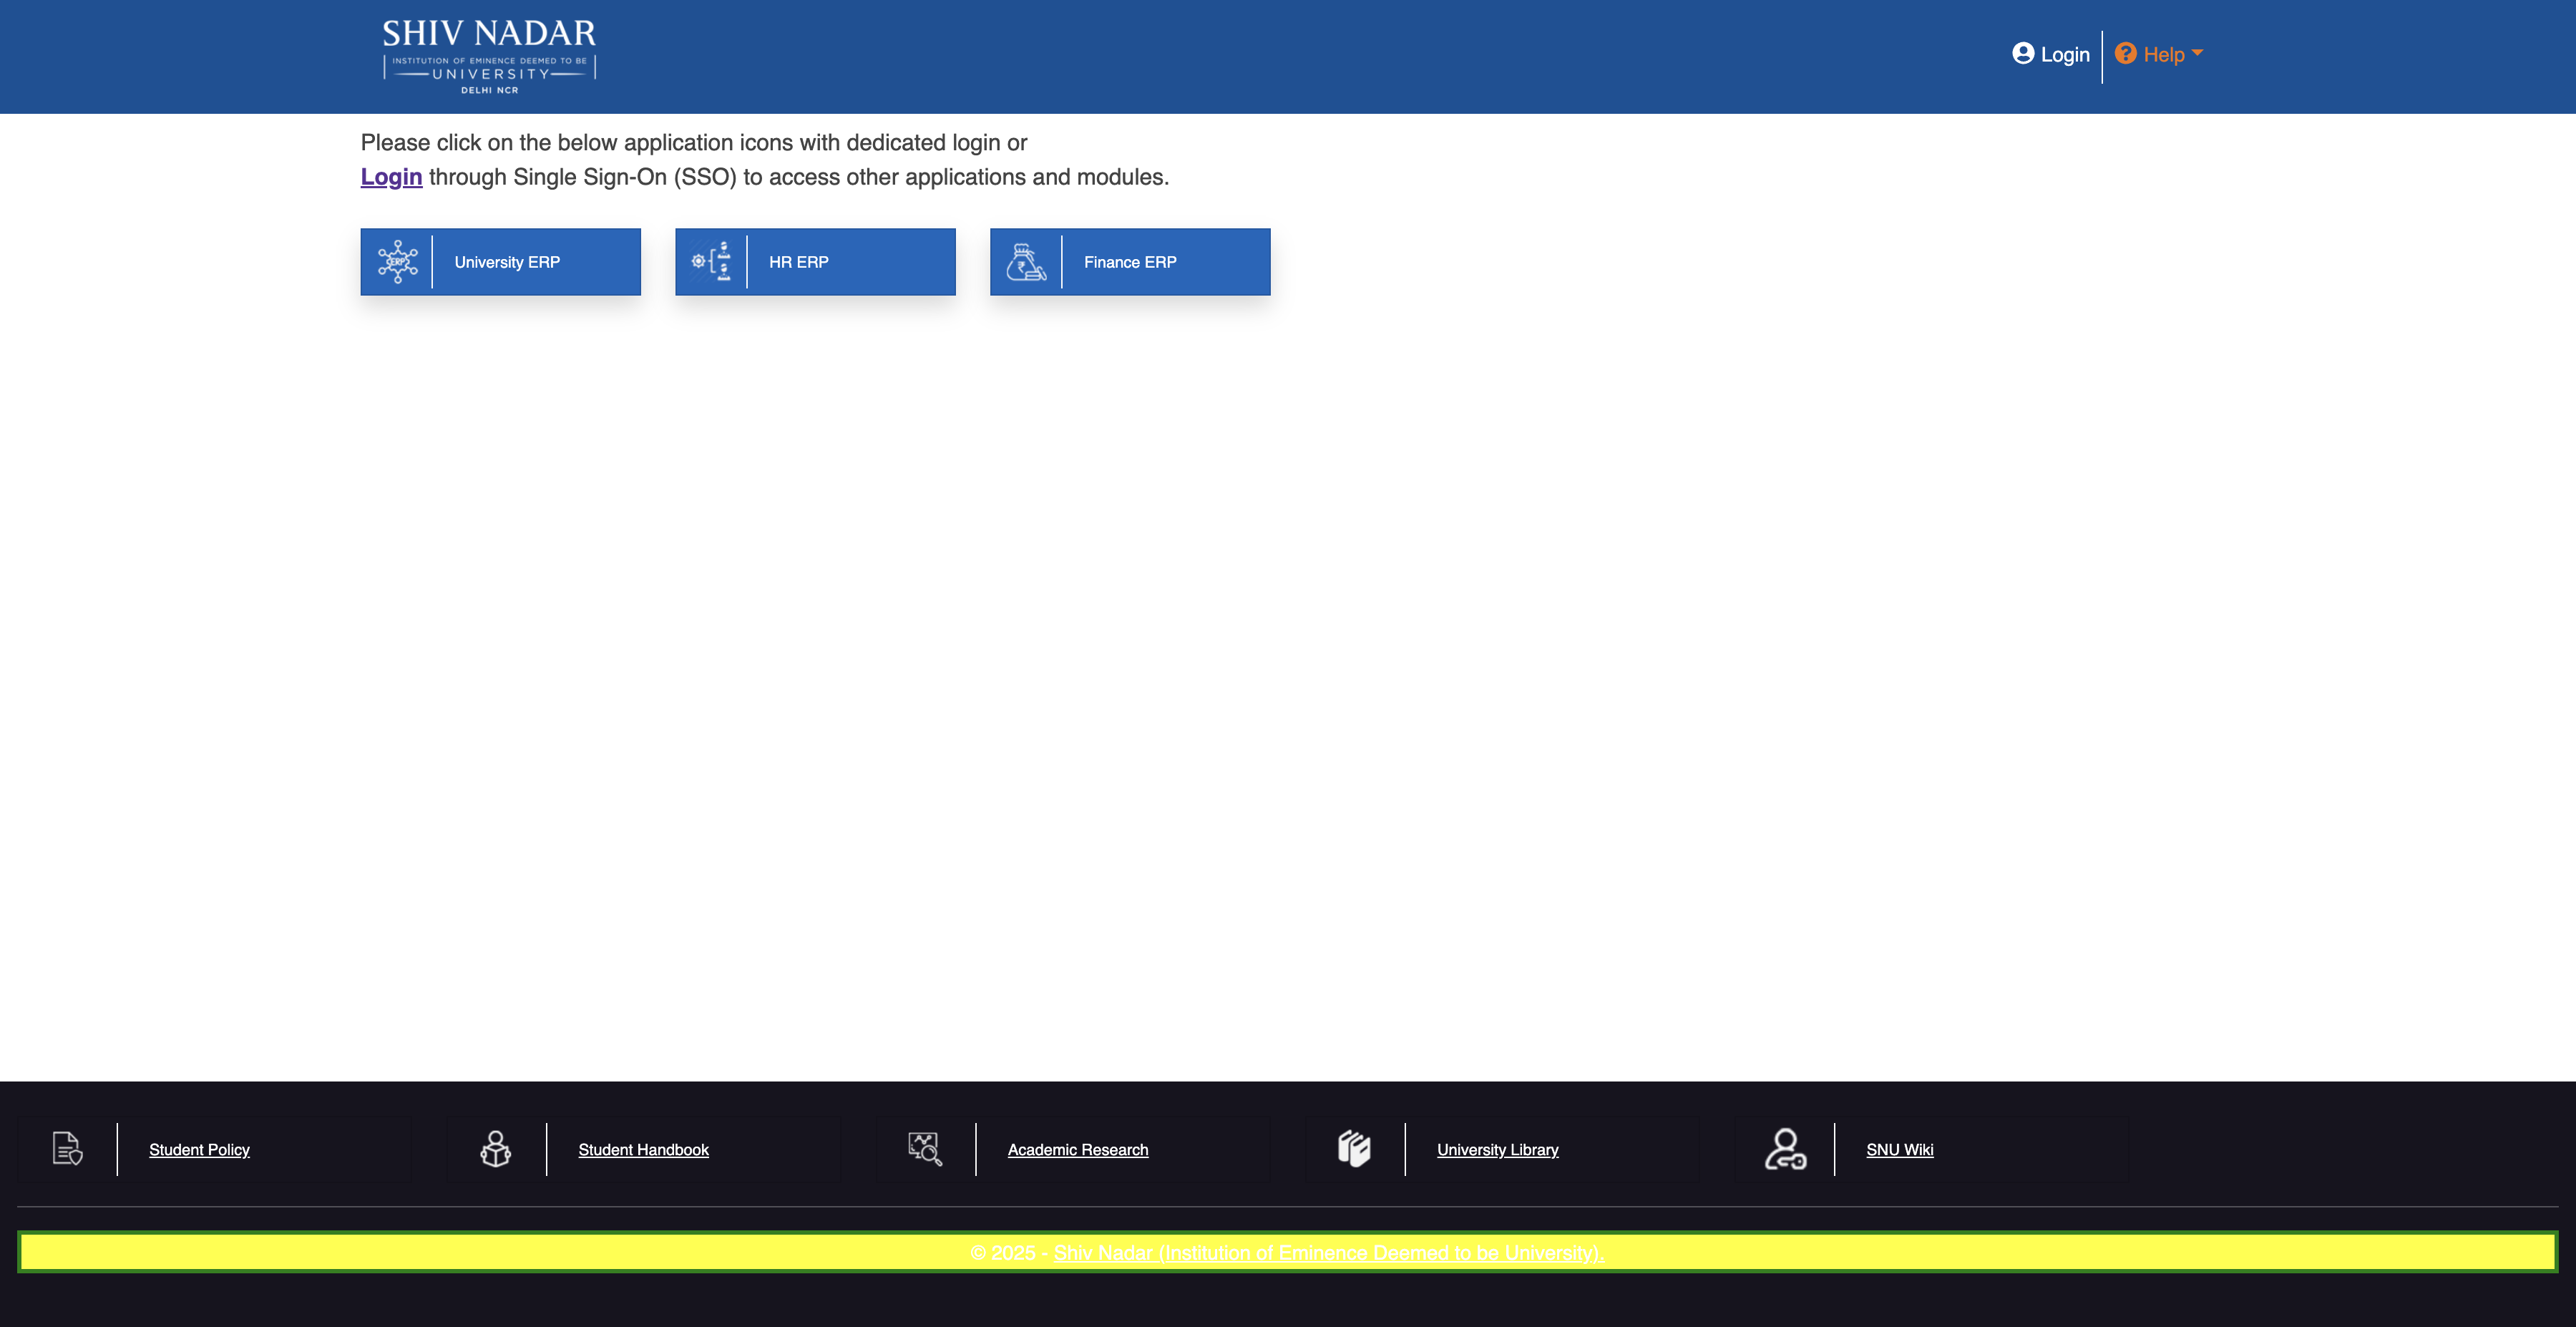 SHIV NADAR
INSTITUTION OF EMINENCE DEEMED TO BE
UNIVERSITY
DELHI NCR
Login
Help
Please click on the below application icons with dedicated login or
Login through Single Sign-On (SSO) to access other applications and modules.
ERP
University ERP
HR ERP
₹
Finance ERP
Student Policy
Student Handbook
Academic Research
University Library
SNU Wiki
© 2025 - Shiv Nadar (Institution of Eminence Deemed to be University).